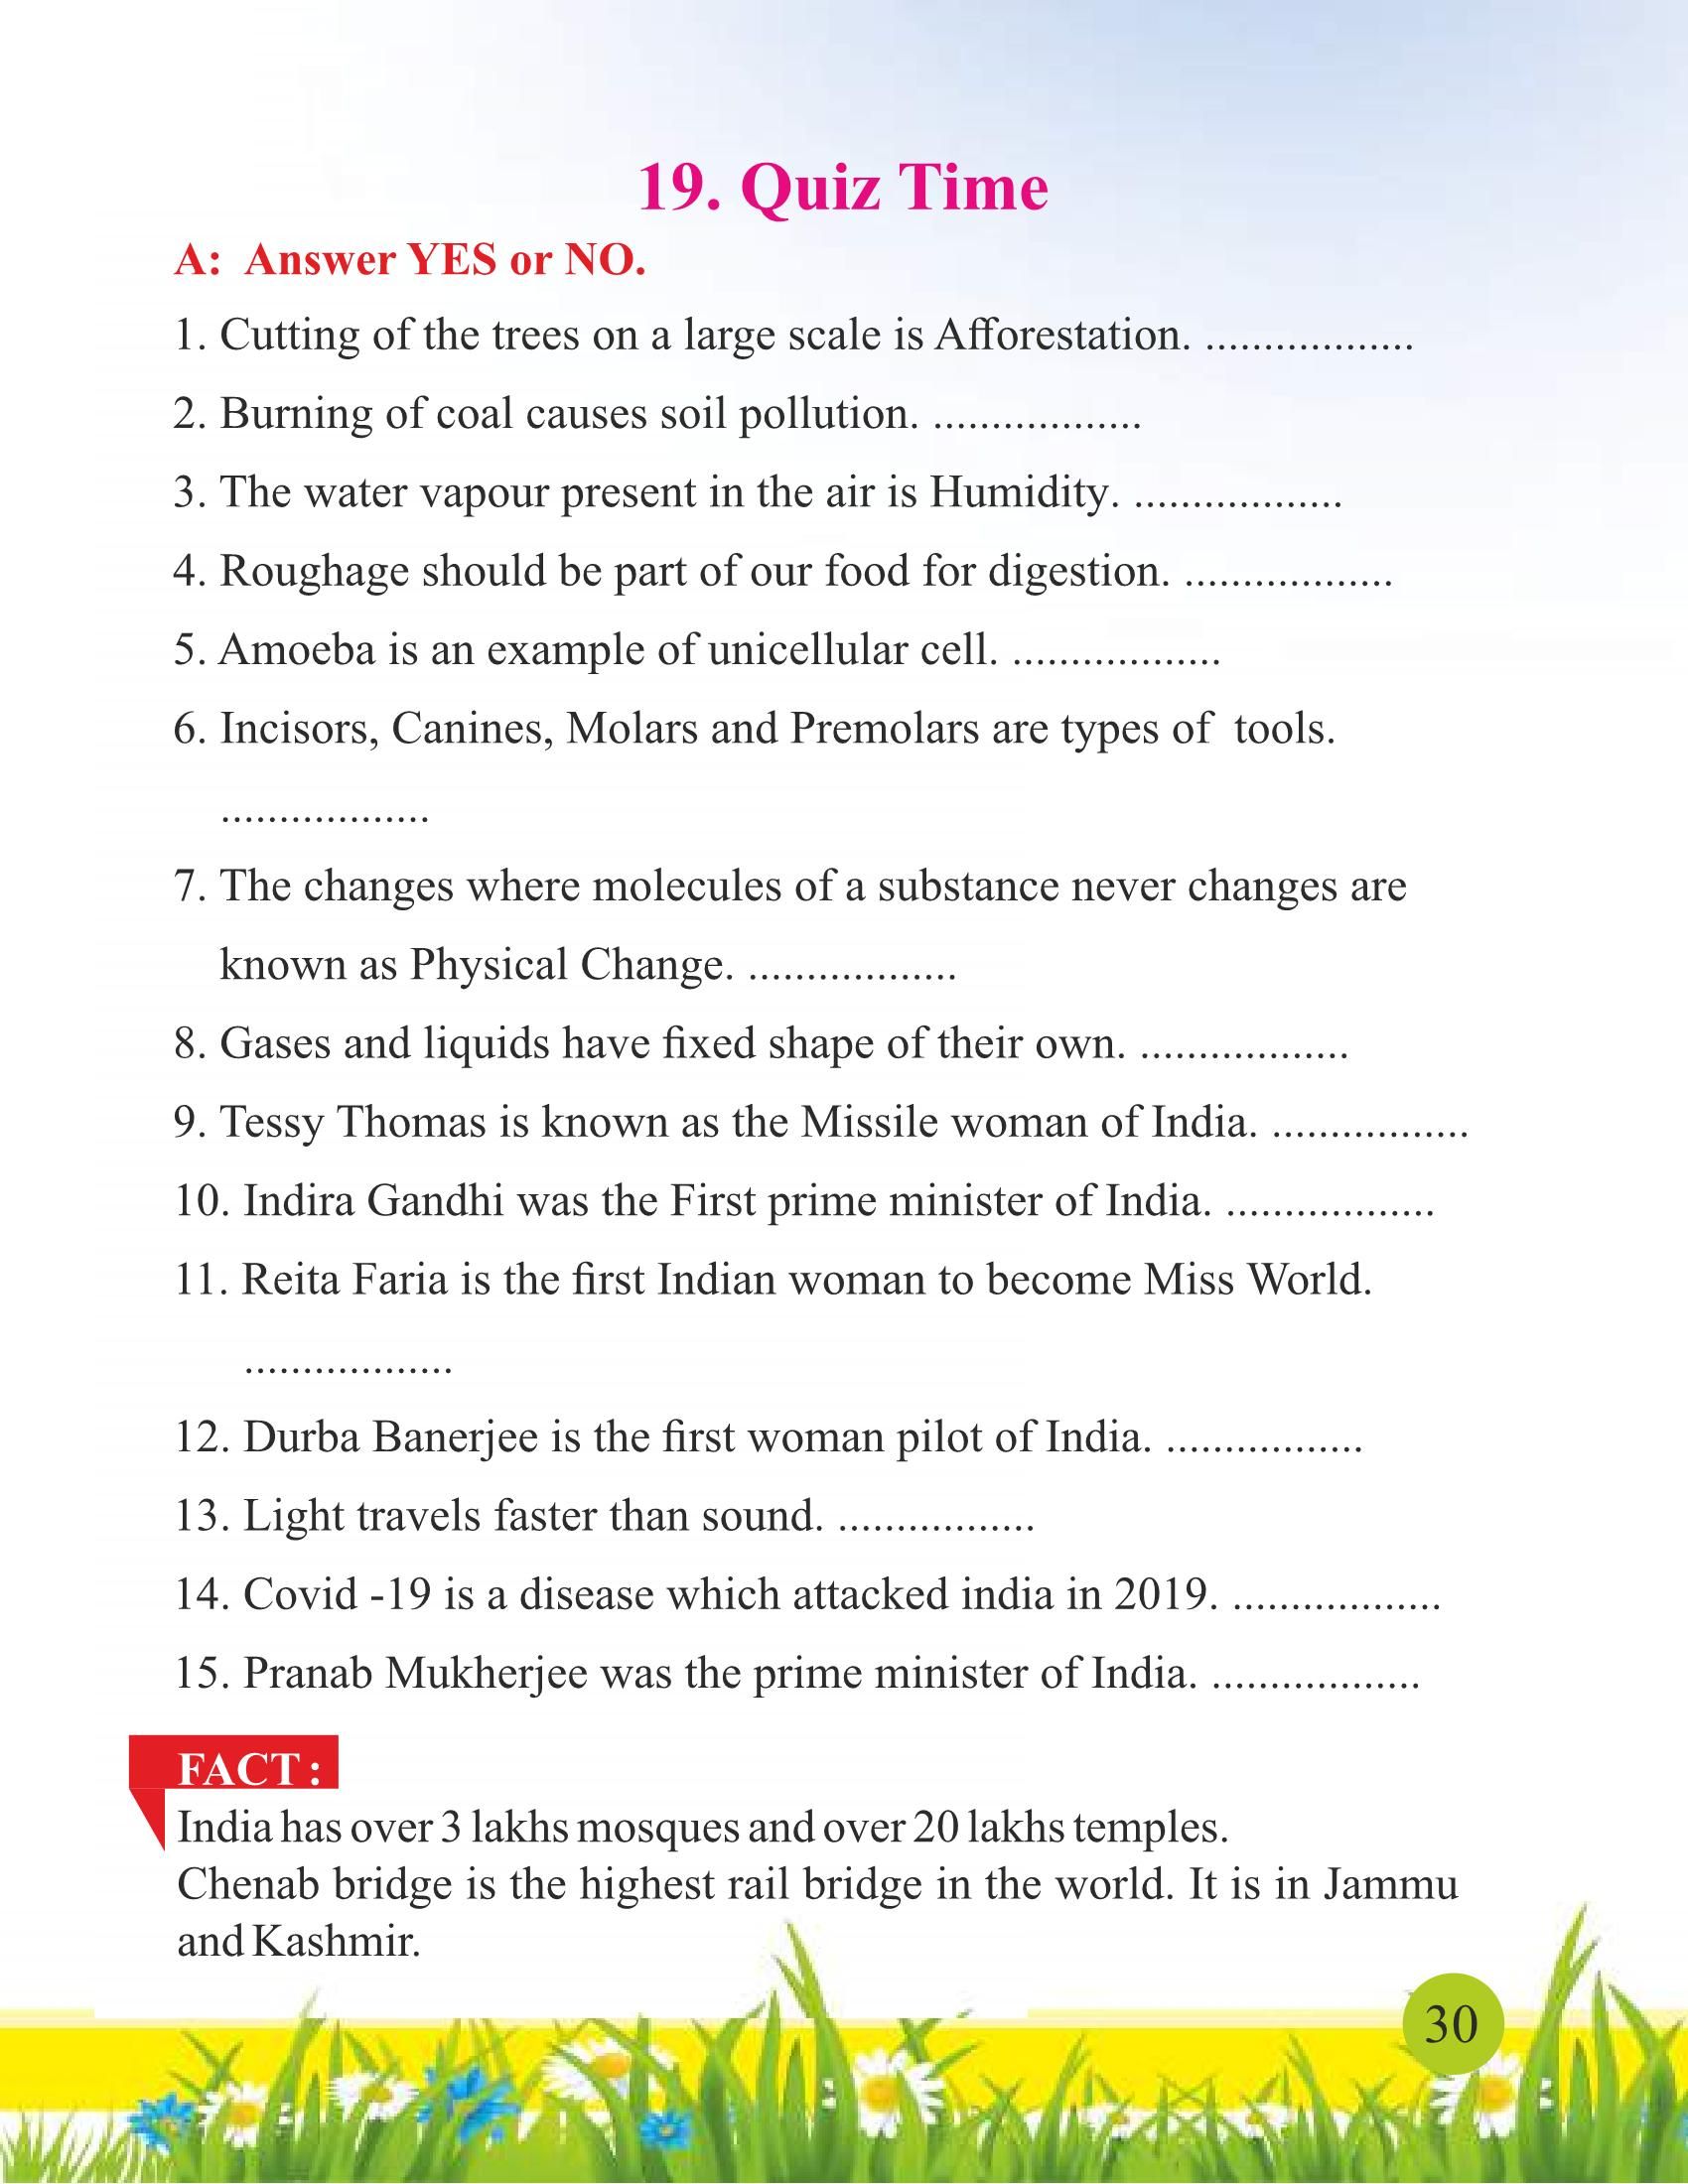 19. Quiz Time
A: Answer YES or NO.
1. Cutting of the trees on a large scale is Afforestation. ..................
2. Burning of coal causes soil pollution. ..................
3. The water vapour present in the air is Humidity. ..................
4. Roughage should be part of our food for digestion. ..................
5. Amoeba is an example of unicellular cell. ..................
6. Incisors, Canines, Molars and Premolars are types of tools.
..................
7. The changes where molecules of a substance never changes are
known as Physical Change. ..................
8. Gases and liquids have fixed shape of their own. ..................
9. Tessy Thomas is known as the Missile woman of India. .................
10. Indira Gandhi was the First prime minister of India. ..................
11. Reita Faria is the first Indian woman to become Miss World.
..................
12. Durba Banerjee is the first woman pilot of India. .................
13. Light travels faster than sound. .................
14. Covid -19 is a disease which attacked india in 2019. ..................
15. Pranab Mukherjee was the prime minister of India. ..................
FACT :
India has over 3 lakhs mosques and over 20 lakhs temples.
Chenab bridge is the highest rail bridge in the world. It is in Jammu
and Kashmir.
30